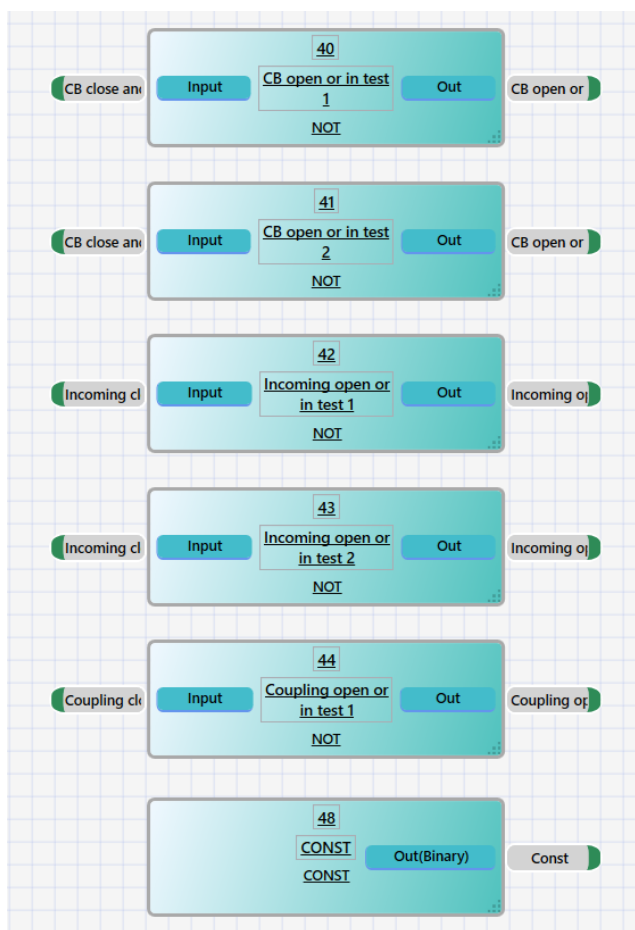 40
CB close and
Input
CB open or in test
1
Out
CB open or
NOT
41
CB close and
Input
CB open or in test
2
Out
CB open or
NOT
42
Incoming cl
Input
Incoming open or
in test 1
Out
Incoming op
NOT
43
Incoming cl
Input
Incoming open or
in test 2
Out
Incoming op
NOT
44
Coupling clo
Input
Coupling open or
in test 1
Out
Coupling op
NOT
48
CONST
Out(Binary)
Const
CONST